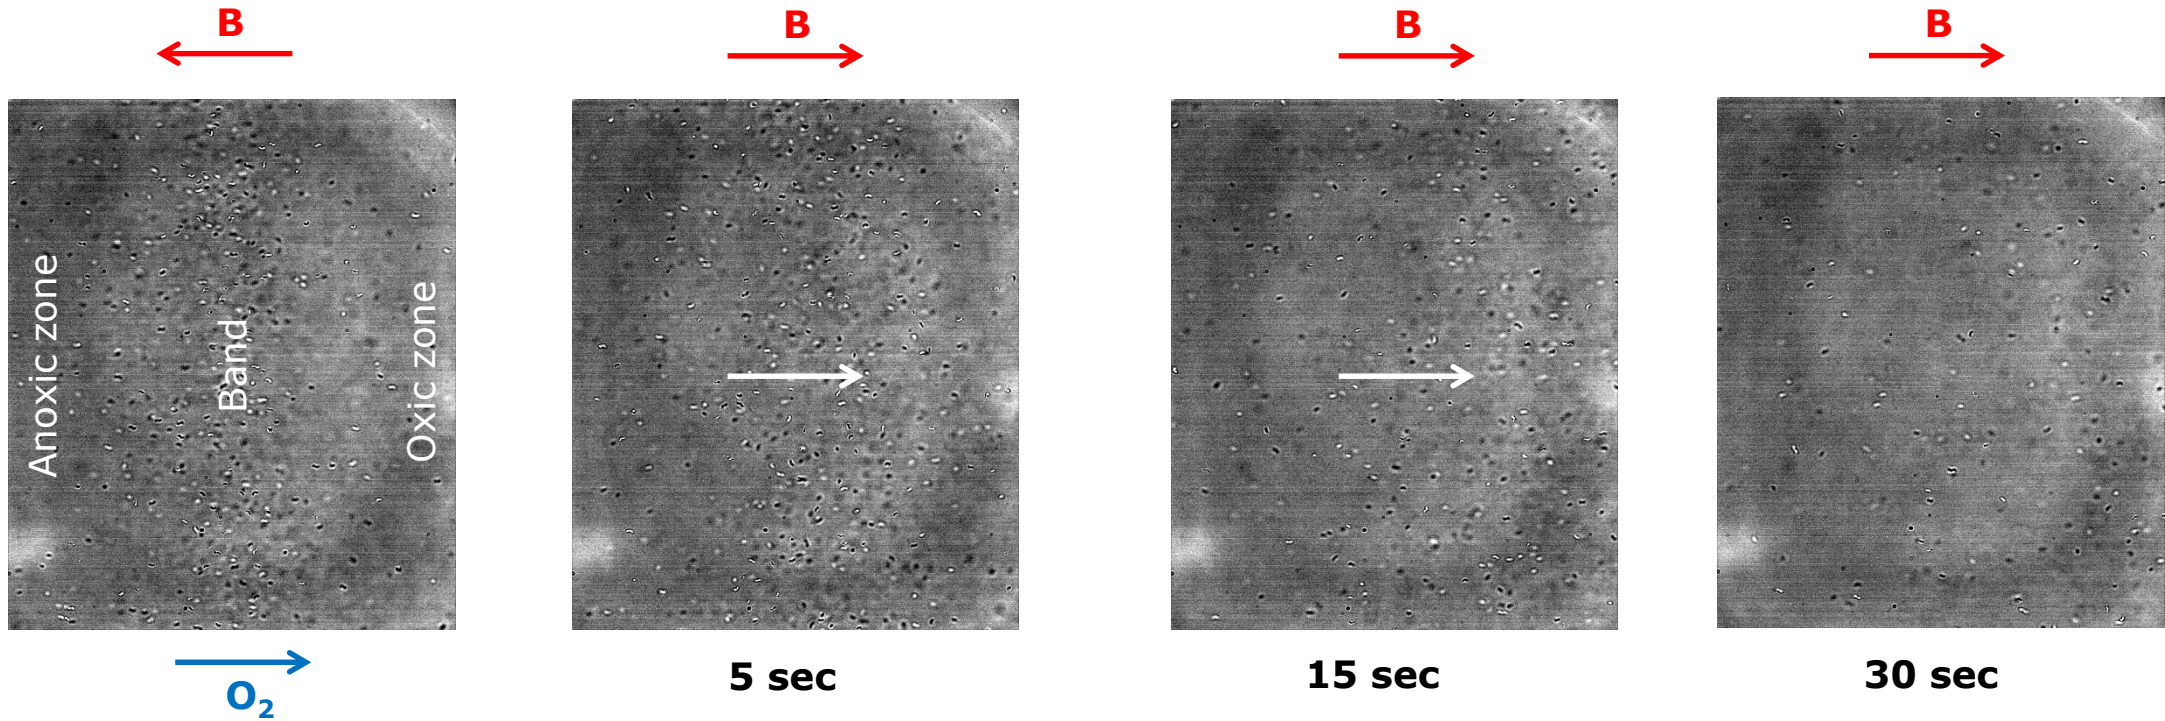 B
B
B
B
Anoxic zone
Band
Oxic zone
O₂
5 sec
15 sec
30 sec